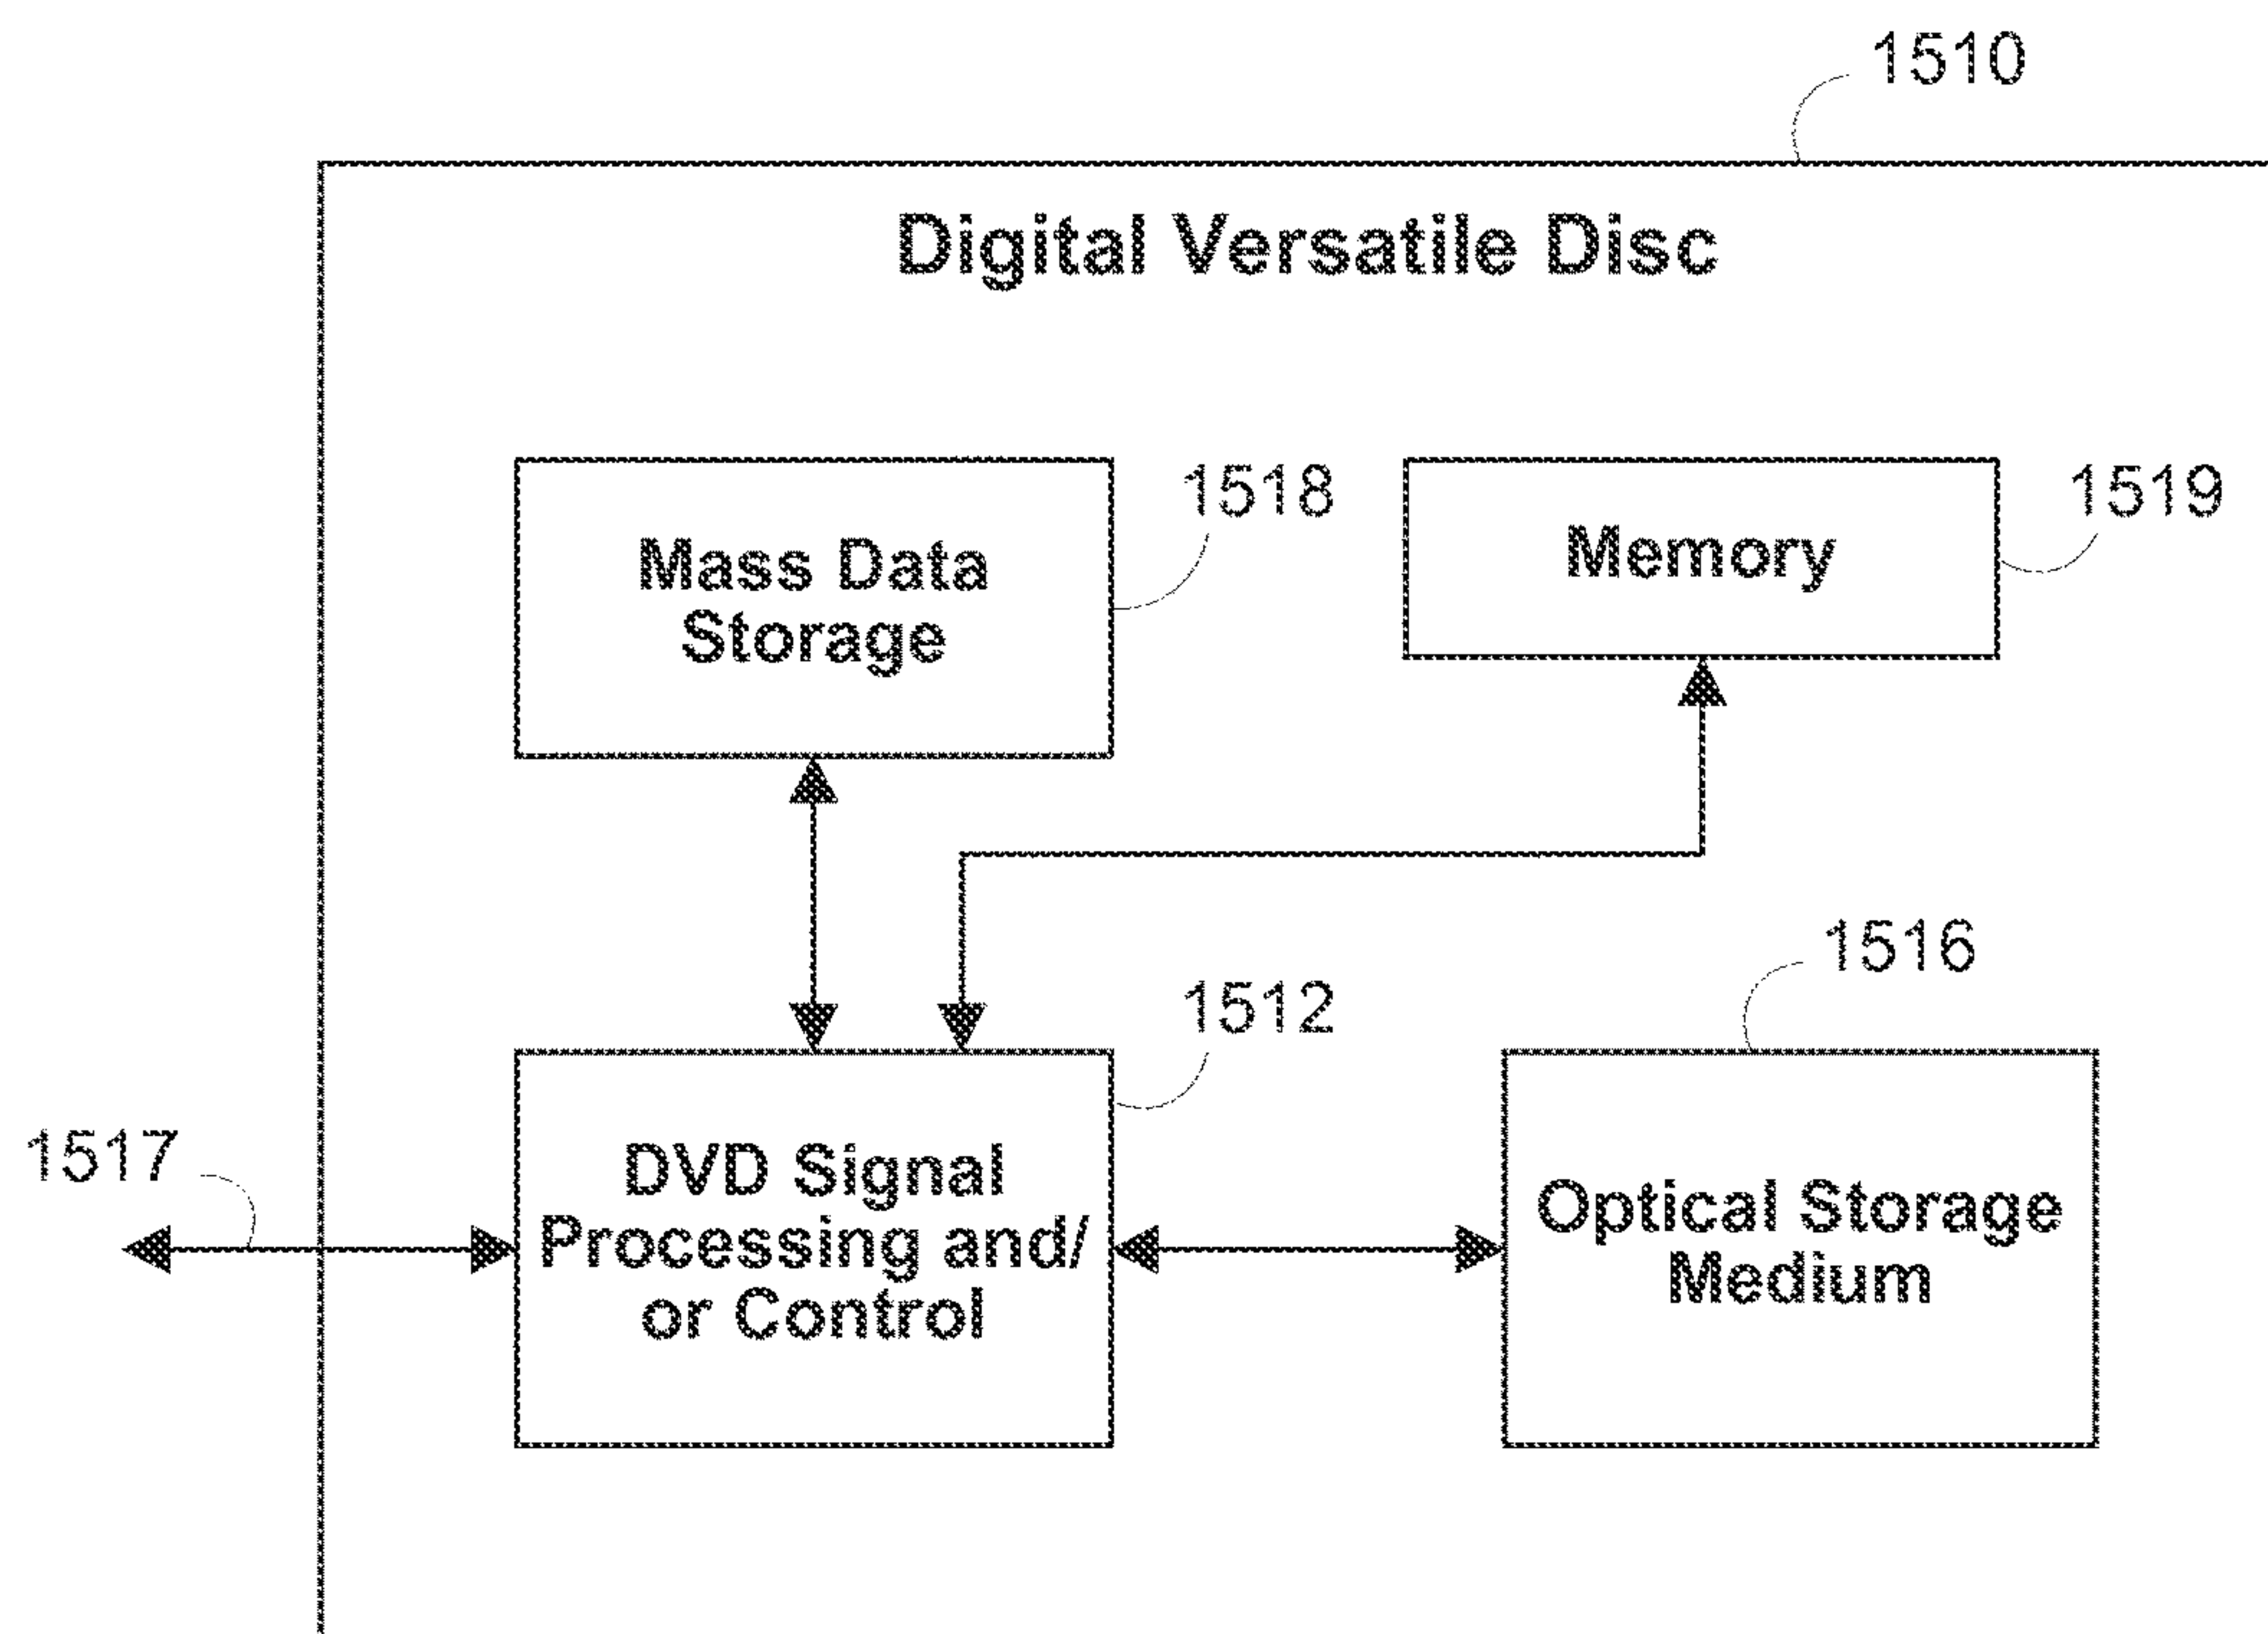 1510
Digital Versatile Disc
1518
1519
Mass Data
Storage
Memory
1516
1512
1517
DVD Signal
Processing and/
or Control
Optical Storage
Medium